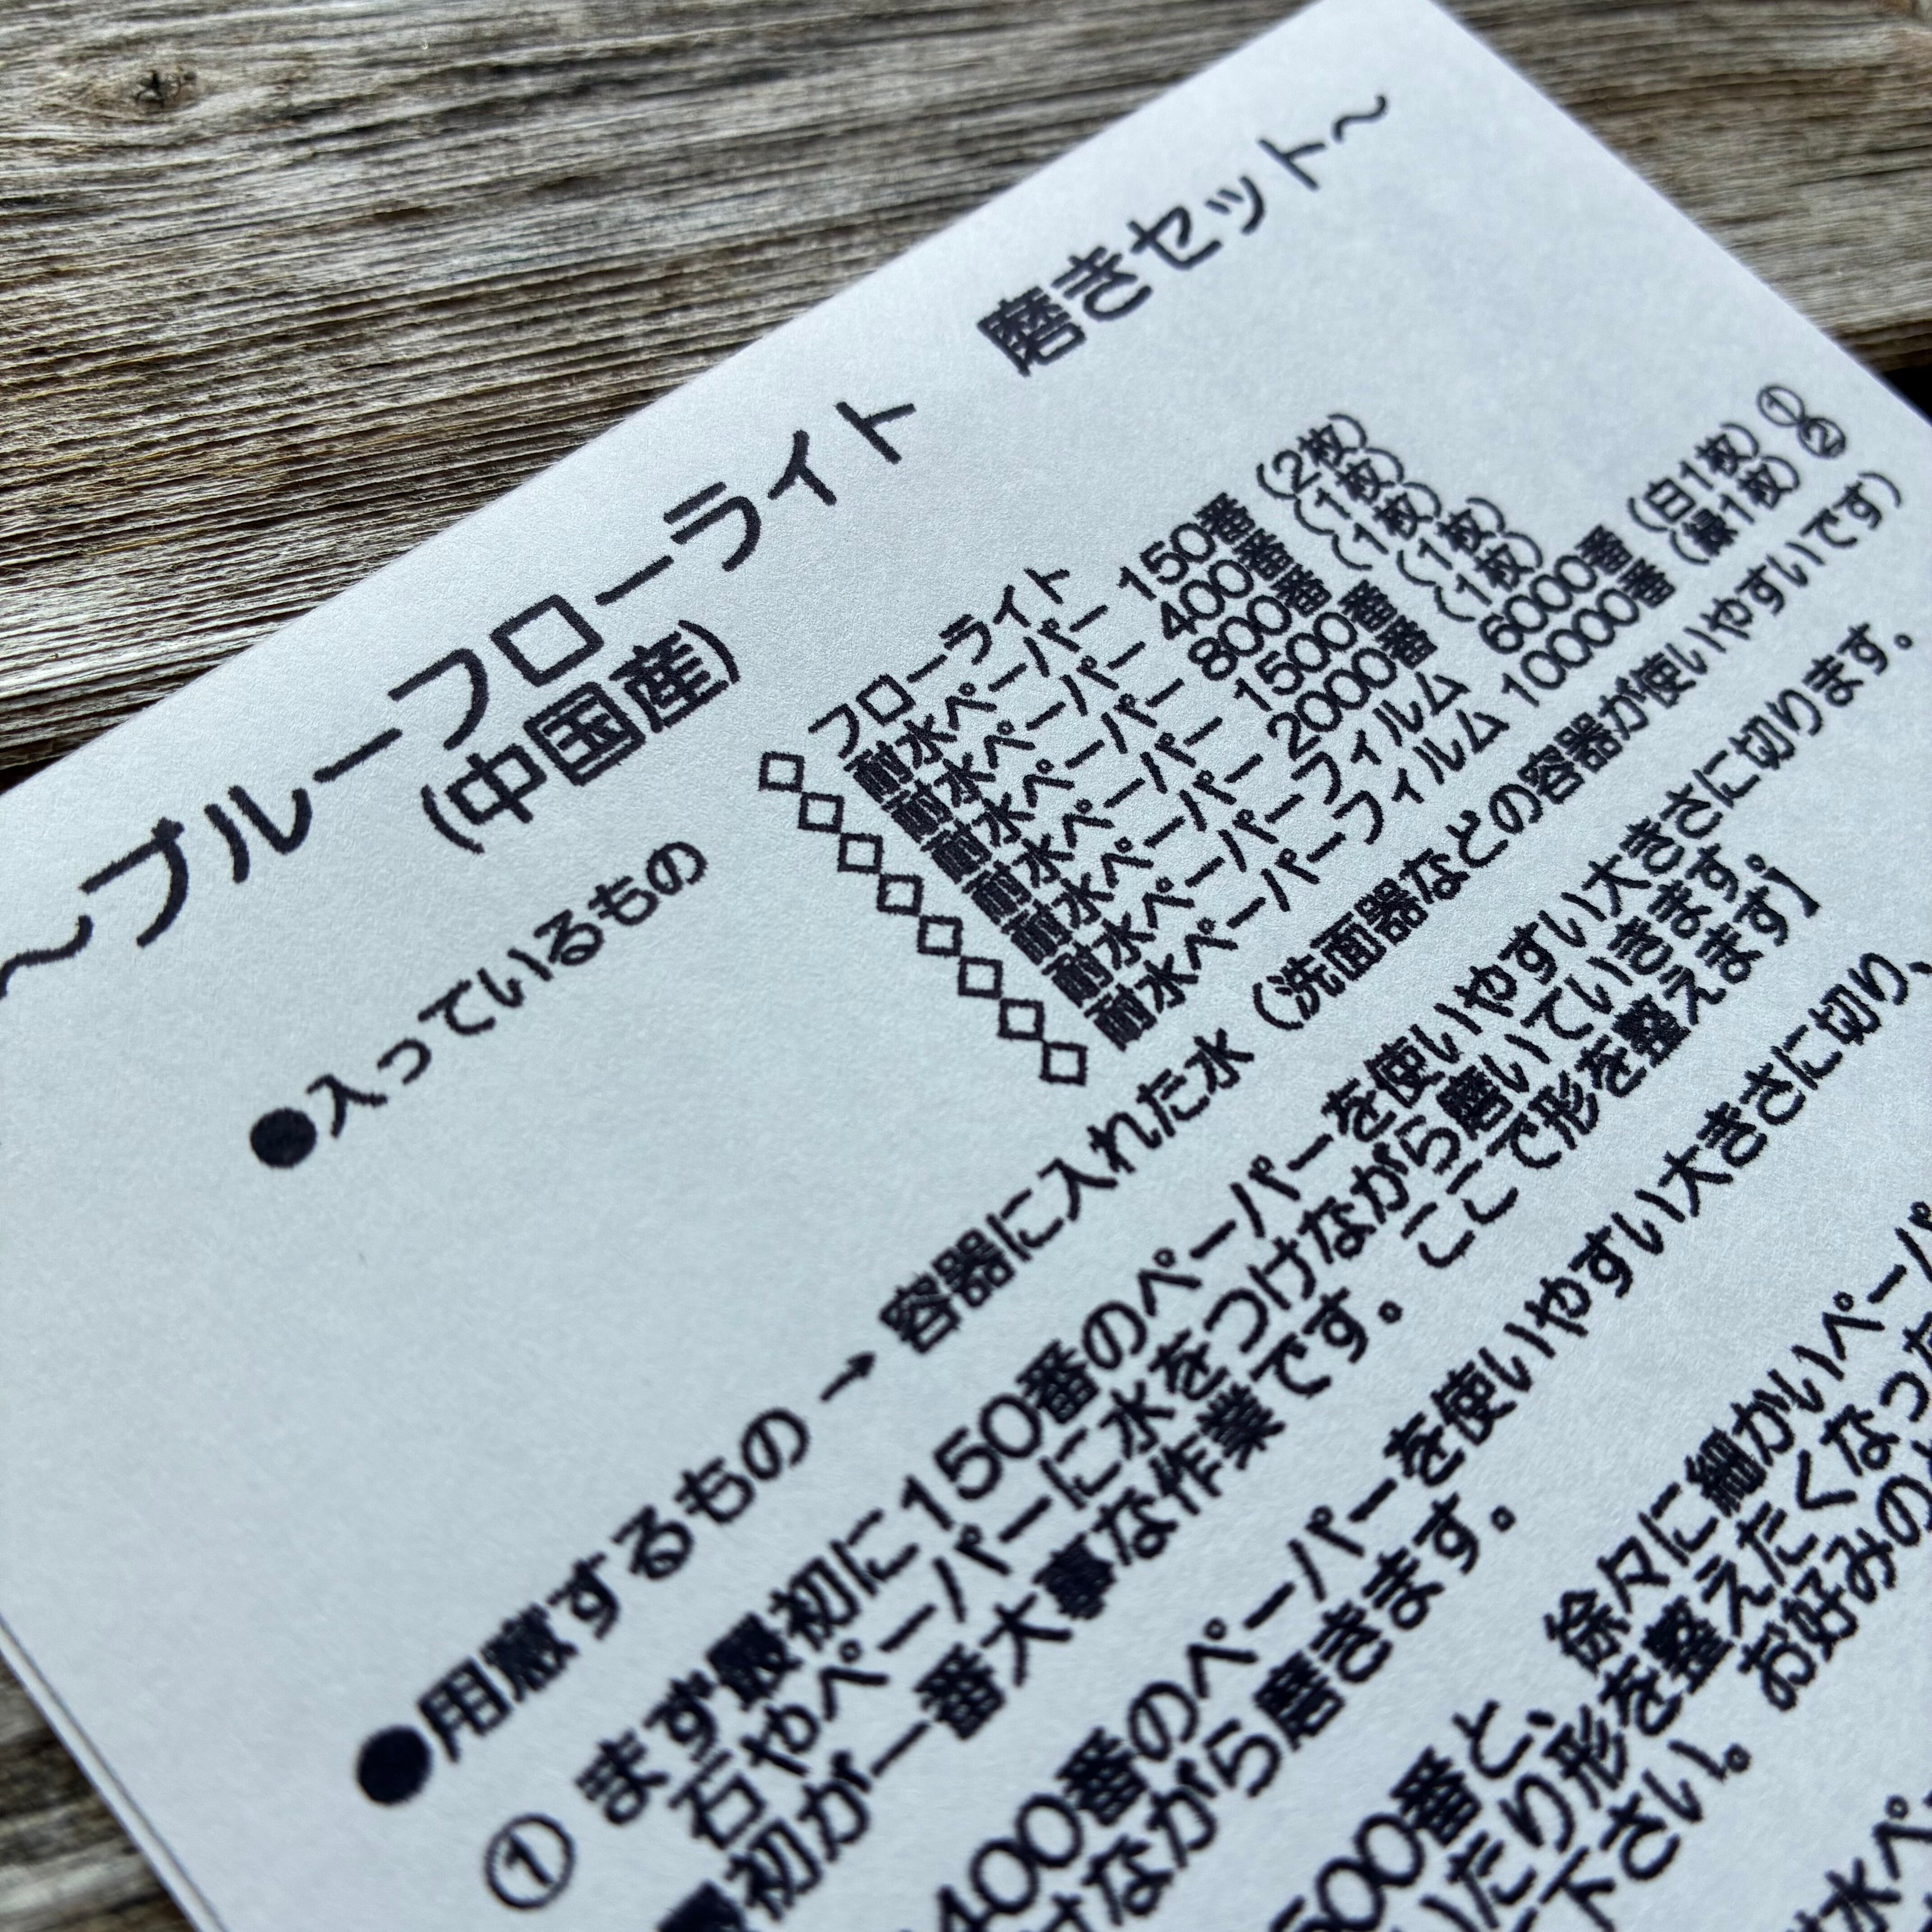 ～ブルーフローライト　磨きセット～
(中国産)
●入っているもの
◇ フローライト
◇ 耐水ペーパー 150番 (2枚)
◇ 耐水ペーパー 400番 (1枚)
◇ 耐水ペーパー 800番 (1枚)
◇ 耐水ペーパー 1500番 (1枚)
◇ 耐水ペーパー 2000番 (1枚)
◇ 耐水ペーパーフィルム 6000番 (白1枚) ①
◇ 耐水ペーパーフィルム 10000番 (緑1枚) ②
●用意するもの → 容器に入れた水 (洗面器などの容器が使いやすいです)
① まず最初に150番のペーパーを使いやすい大きさに切ります。
石やペーパーに水をつけながら磨いていきます。
最初が一番大事な作業です。 ここで形を整えます】
400番のペーパーを使いやすい大きさに切り、
けながら磨きます。
500番と、徐々に細かいペーパ
いたり形を整えたくなった
下さい。 お好みの
水ペ